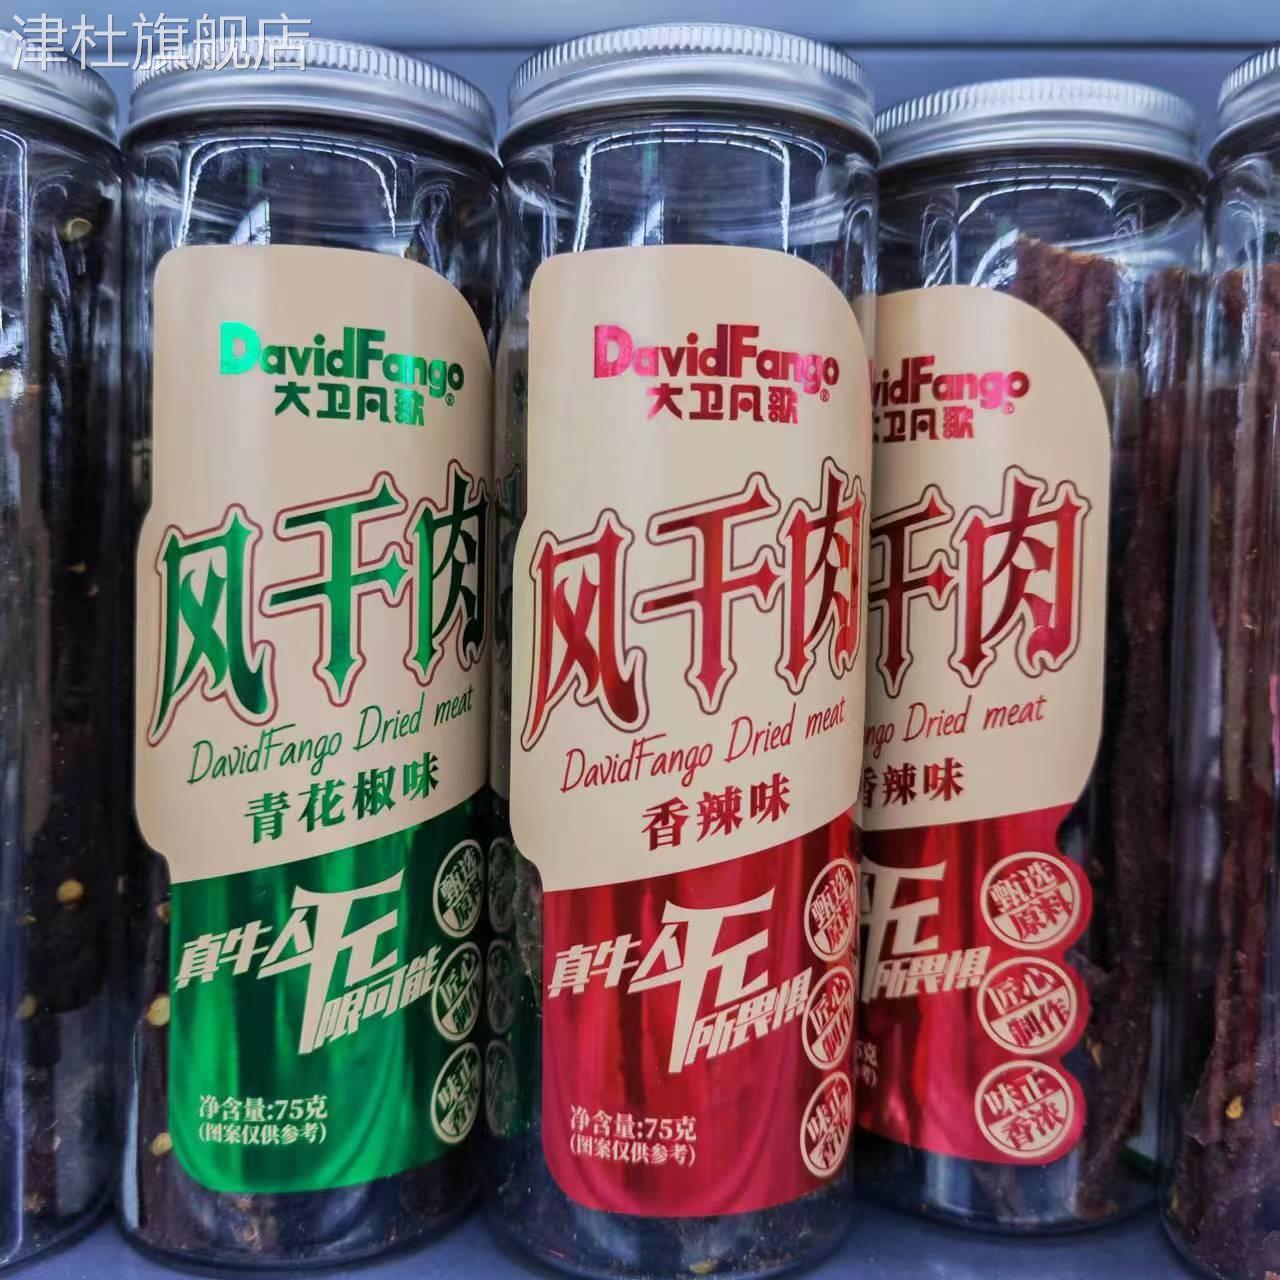 津杜旗舰店
DavidFango
大卫凡歌®
风干肉
DavidFango Dried meat
青花椒味
真牛人无
限可能
甄选
原料
匠心
制作
味正
净含量:75克
(图案仅供参考)
DavidFango
大卫凡歌®
风干肉
DavidFango Dried meat
香辣味
真牛人无
所畏惧
甄选
原料
匠心
制作
味正
香浓
净含量:75克
(图案仅供参考)
vidFango
卫凡歌®
干肉
ngo Dried meat
香辣味
无
所畏惧
甄选
原料
匠心
制作
味正
香浓
克